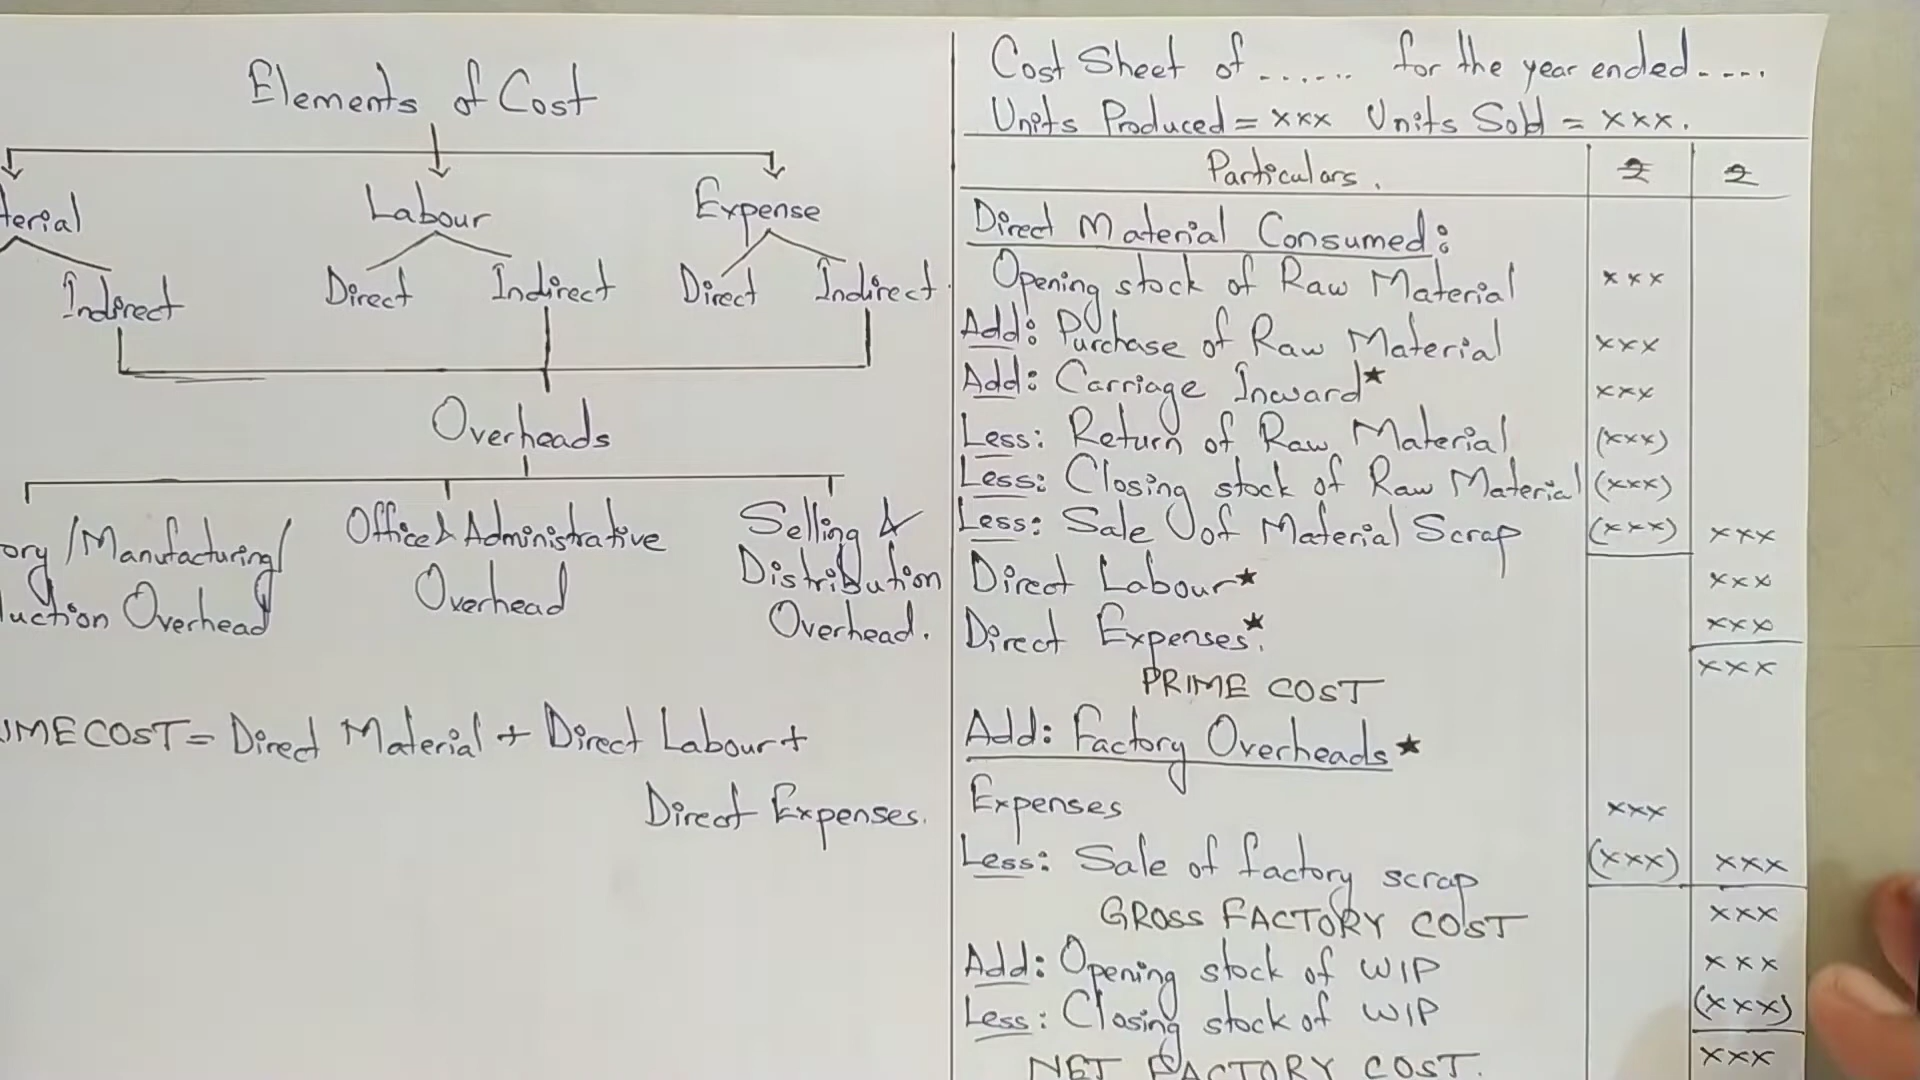 Elements of Cost
terial
Labour
Expense
Indirect
Direct
Indirect
Direct
Indirect
Overheads
ory /Manufacturing/
uction Overhead
Office & Administrative
Overhead
Selling &
Distribution
Overhead.
IME COST = Direct Material + Direct Labour +
Direct Expenses.
Cost Sheet of ...... for the year ended.....
Units Produced = xxx Units Sold = xxx.
Particulars. ₹ ₹
Direct Material Consumed:
Opening stock of Raw Material xxx
Add: Purchase of Raw Material xxx
Add: Carriage Inward★ xxx
Less: Return of Raw Material (xxx)
Less: Closing stock of Raw Material (xxx)
Less: Sale of Material Scrap (xxx) xxx
Direct Labour★ xxx
Direct Expenses.★ xxx
PRIME COST xxx
Add: Factory Overheads★
Expenses xxx
Less: Sale of factory scrap (xxx) xxx
GROSS FACTORY COST xxx
Add: Opening stock of WIP xxx
Less: Closing stock of WIP (xxx)
NET FACTORY COST. xxx